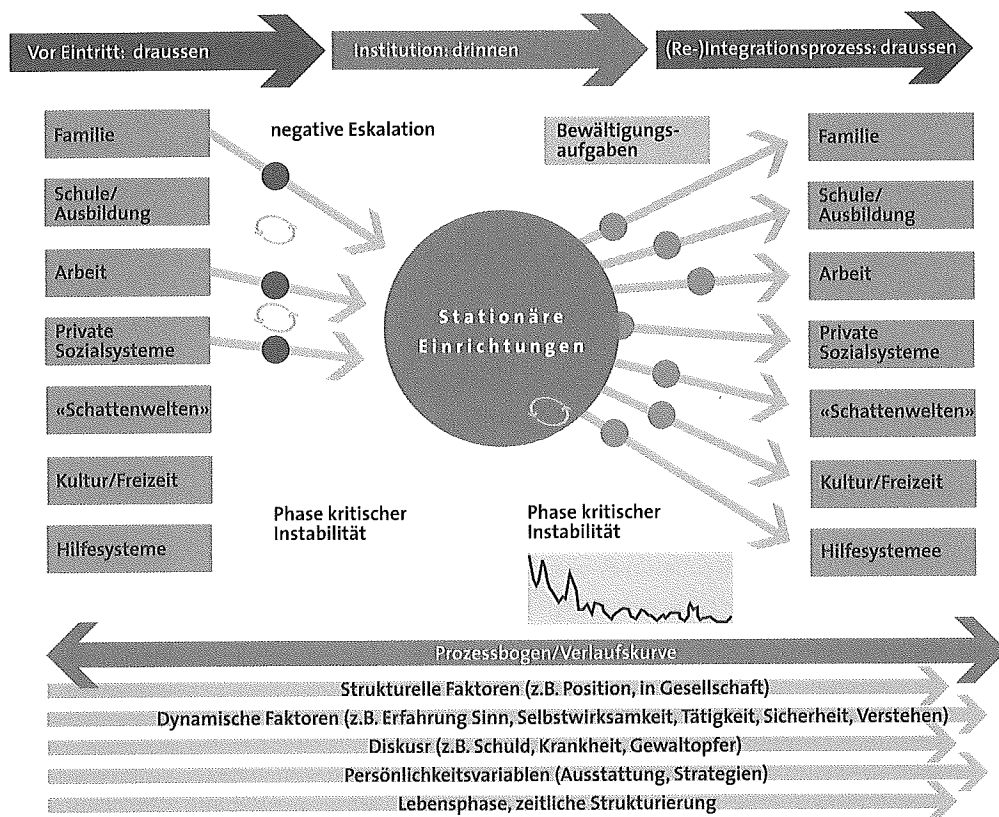 Vor Eintritt: draussen
Institution: drinnen
(Re-)Integrationsprozess: draussen
Familie
Schule/
Ausbildung
Arbeit
Private
Sozialsysteme
«Schattenwelten»
Kultur/Freizeit
Hilfesysteme
negative Eskalation
Phase kritischer
Instabilität
Stationäre
Einrichtungen
Bewältigungs-
aufgaben
Phase kritischer
Instabilität
Familie
Schule/
Ausbildung
Arbeit
Private
Sozialsysteme
«Schattenwelten»
Kultur/Freizeit
Hilfesystemee
Prozessbogen/Verlaufskurve
Strukturelle Faktoren (z.B. Position, in Gesellschaft)
Dynamische Faktoren (z.B. Erfahrung Sinn, Selbstwirksamkeit, Tätigkeit, Sicherheit, Verstehen)
Diskusr (z.B. Schuld, Krankheit, Gewaltopfer)
Persönlichkeitsvariablen (Ausstattung, Strategien)
Lebensphase, zeitliche Strukturierung